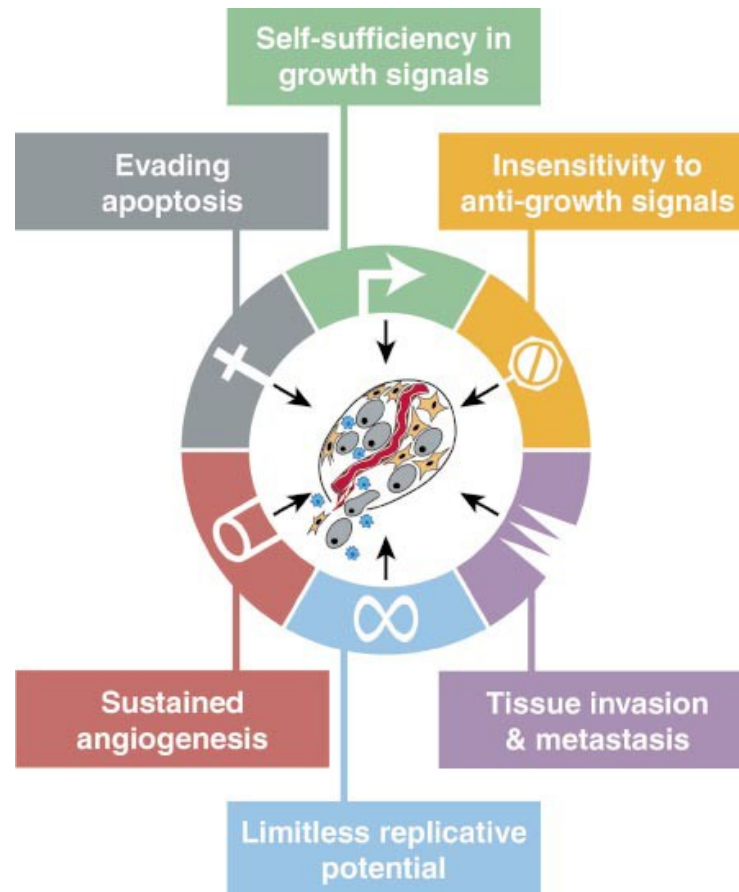 Self-sufficiency in
growth signals
Evading
apoptosis
Insensitivity to
anti-growth signals
Sustained
angiogenesis
Tissue invasion
& metastasis
Limitless replicative
potential